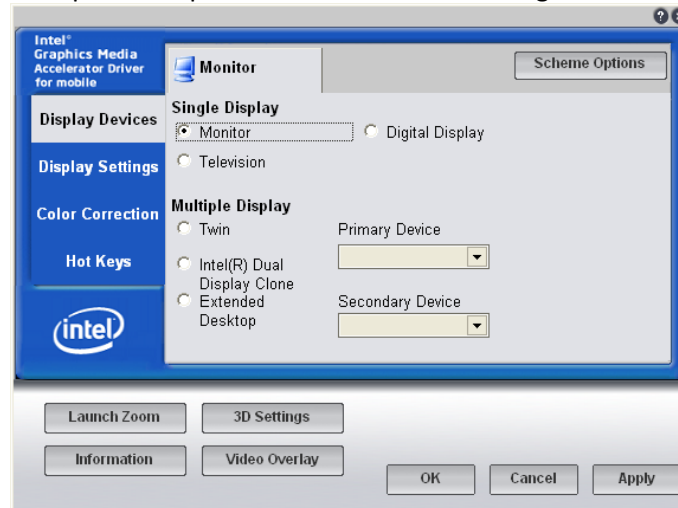 Intel®
Graphics Media
Accelerator Driver
for mobile
Monitor
Scheme Options
Display Devices
Display Settings
Color Correction
Hot Keys
intel
Single Display
Monitor
Digital Display
Television
Multiple Display
Twin
Primary Device
Intel(R) Dual
Display Clone
Extended
Desktop
Secondary Device
Launch Zoom
3D Settings
Information
Video Overlay
OK
Cancel
Apply